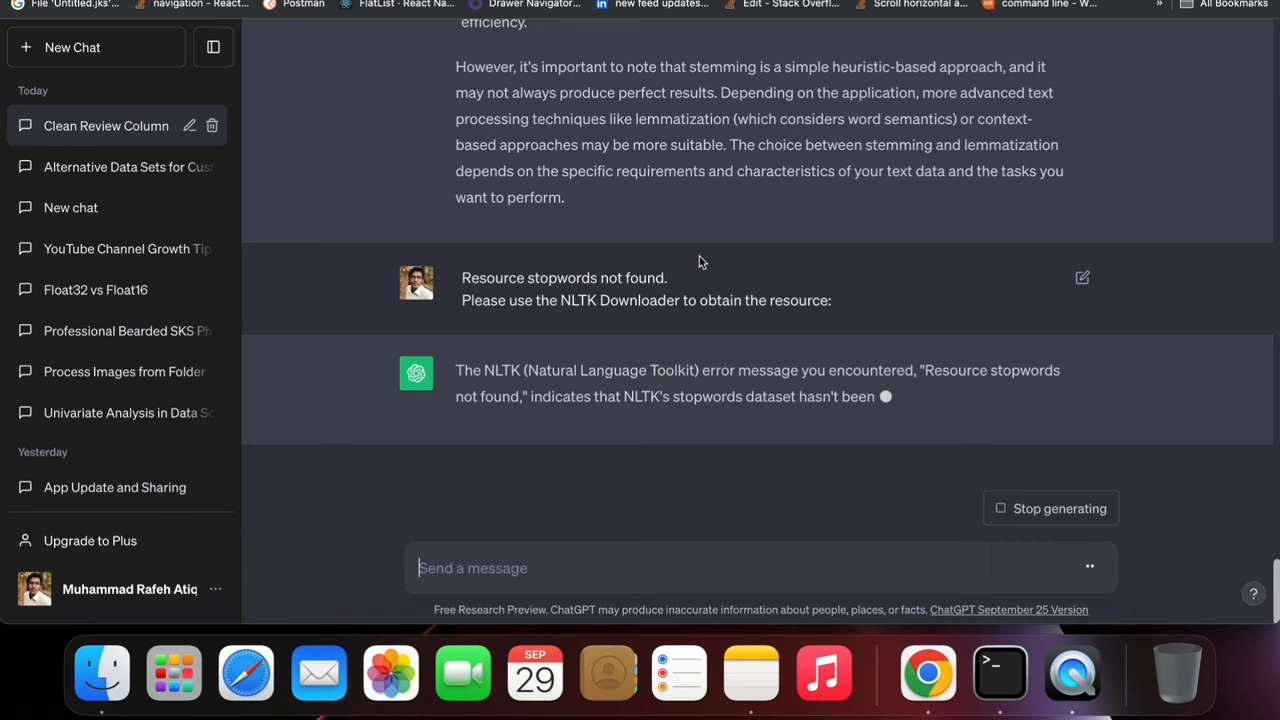 File 'Untitled.jks'...
navigation - React...
Postman
FlatList · React Na...
Drawer Navigator...
new feed updates...
Edit - Stack Overfl...
Scroll horizontal a...
command line - W...
»
All Bookmarks
New Chat
Today
Clean Review Column
Alternative Data Sets for Cust
New chat
YouTube Channel Growth Tip
Float32 vs Float16
Professional Bearded SKS Ph
Process Images from Folder
Univariate Analysis in Data Sc
Yesterday
App Update and Sharing
Upgrade to Plus
Muhammad Rafeh Atiq
efficiency.
However, it's important to note that stemming is a simple heuristic-based approach, and it
may not always produce perfect results. Depending on the application, more advanced text
processing techniques like lemmatization (which considers word semantics) or context-
based approaches may be more suitable. The choice between stemming and lemmatization
depends on the specific requirements and characteristics of your text data and the tasks you
want to perform.
Resource stopwords not found.
Please use the NLTK Downloader to obtain the resource:
The NLTK (Natural Language Toolkit) error message you encountered, "Resource stopwords
not found," indicates that NLTK's stopwords dataset hasn't been
Stop generating
Send a message
Free Research Preview. ChatGPT may produce inaccurate information about people, places, or facts. ChatGPT September 25 Version
?
SEP
29
>_